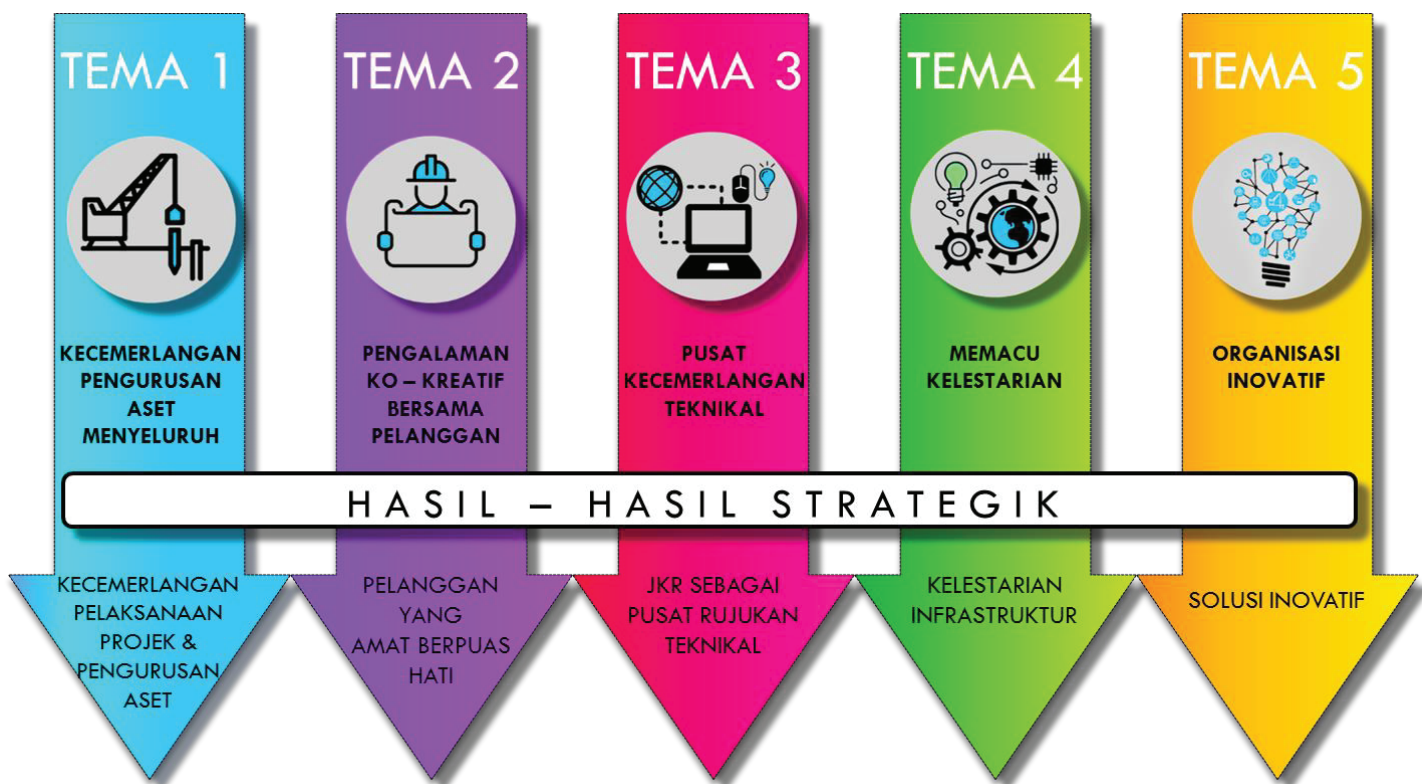 TEMA 1
KECEMERLANGAN
PENGURUSAN
ASET
MENYELURUH
TEMA 2
PENGALAMAN
KO – KREATIF
BERSAMA
PELANGGAN
TEMA 3
PUSAT
KECEMERLANGAN
TEKNIKAL
TEMA 4
MEMACU
KELESTARIAN
TEMA 5
ORGANISASI
INOVATIF
HASIL – HASIL STRATEGIK
KECEMERLANGAN
PELAKSANAAN
PROJEK &
PENGURUSAN
ASET
PELANGGAN
YANG
AMAT BERPUAS
HATI
JKR SEBAGAI
PUSAT RUJUKAN
TEKNIKAL
KELESTARIAN
INFRASTRUKTUR
SOLUSI INOVATIF